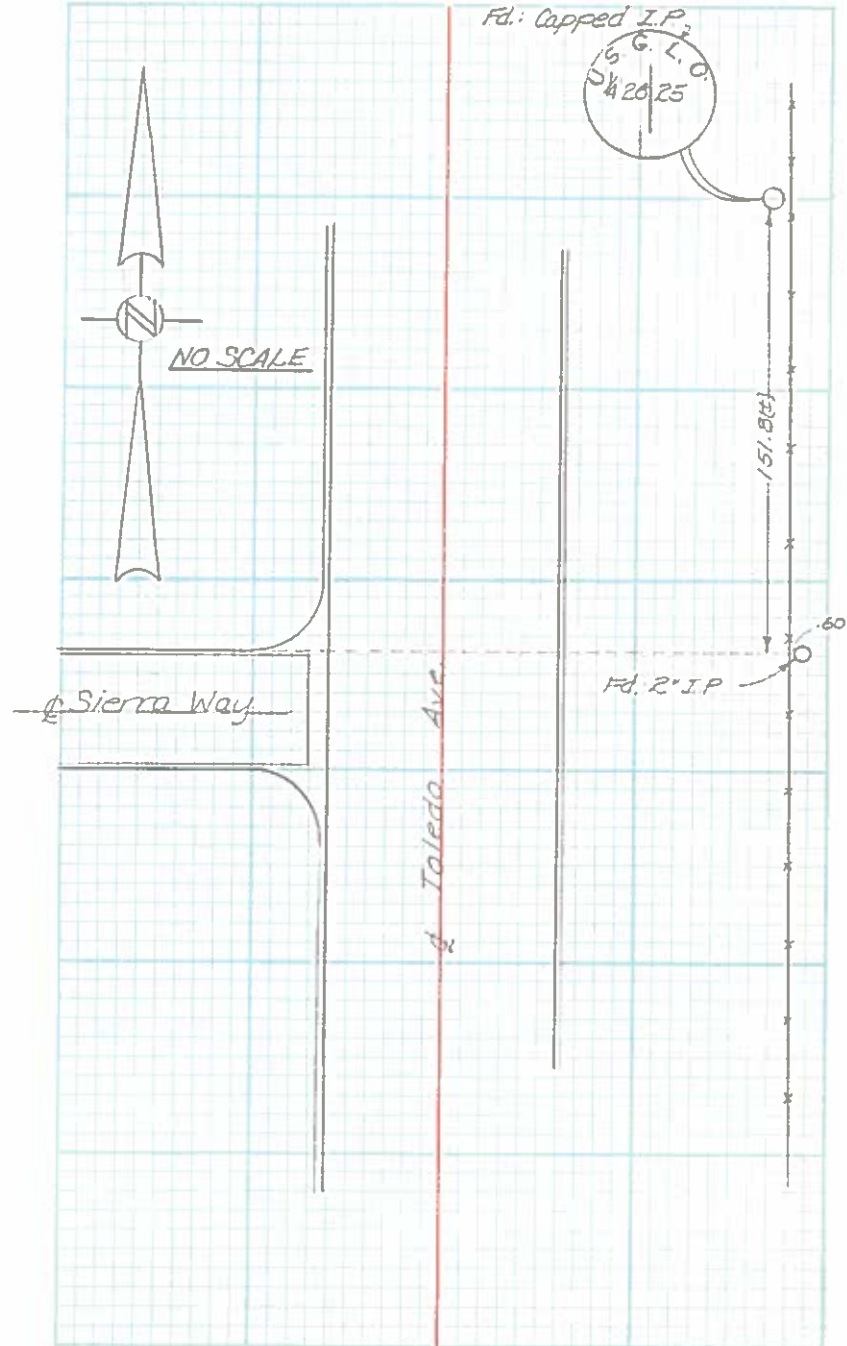 Fd.: Capped I.P.
U.S.G.L.O.
1/4 26 25
N
NO SCALE
151.8(±)
.60
Fd. 2" I.P
℄ Sierra Way
℄ Toledo Ave.